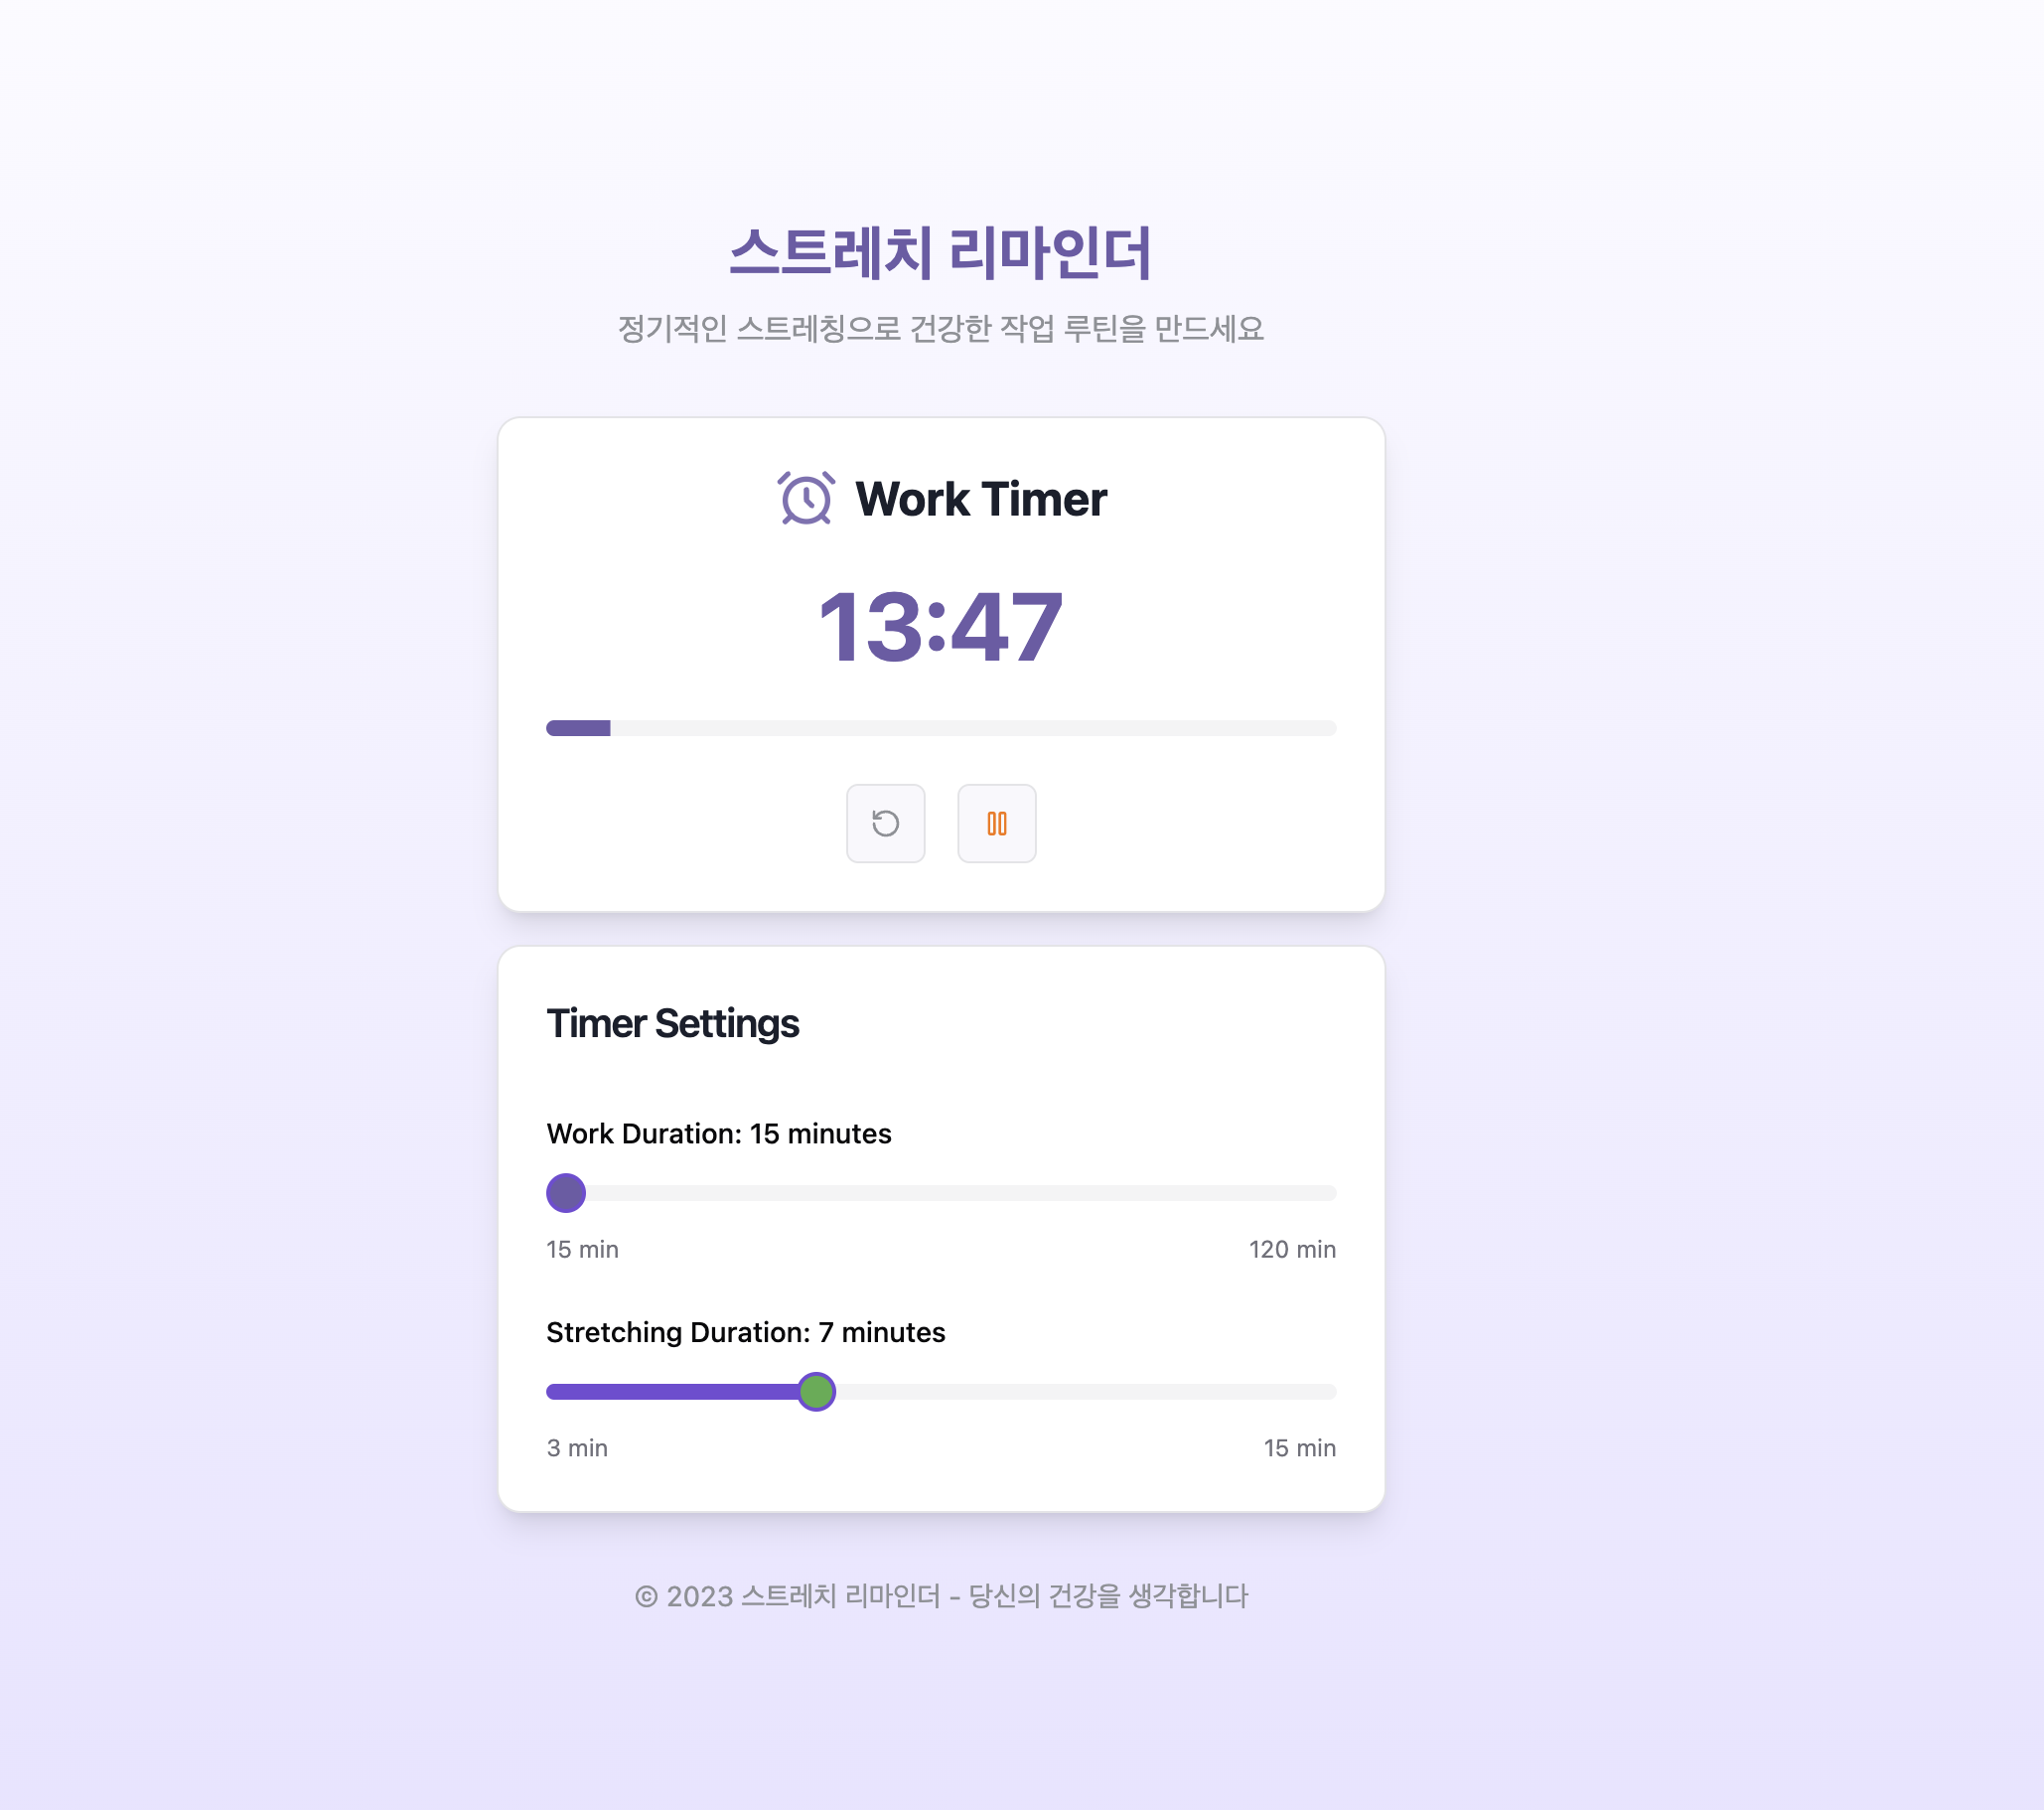 스트레치 리마인더
정기적인 스트레칭으로 건강한 작업 루틴을 만드세요
Work Timer
13:47
Timer Settings
Work Duration: 15 minutes
15 min 120 min
Stretching Duration: 7 minutes
3 min 15 min
© 2023 스트레치 리마인더 - 당신의 건강을 생각합니다